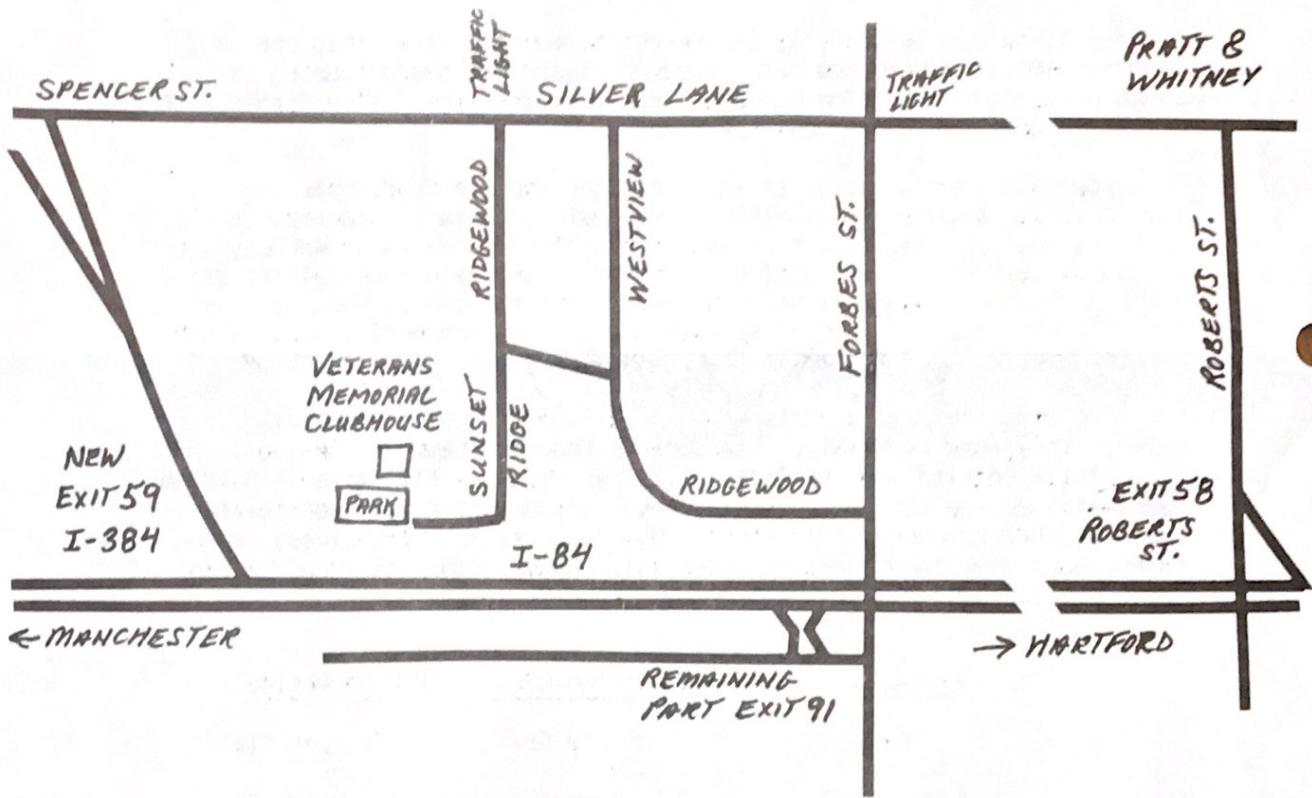 TRAFFIC
LIGHT
PRATT &
WHITNEY
SPENCER ST.
SILVER LANE
TRAFFIC
LIGHT
RIDGEWOOD
WESTVIEW
FORBES ST.
ROBERTS ST.
VETERANS
MEMORIAL
CLUBHOUSE
SUNSET
RIDGE
NEW
EXIT 59
I-384
PARK
RIDGEWOOD
EXIT 58
ROBERTS
ST.
I-84
← MANCHESTER
→ HARTFORD
REMAINING
PART EXIT 91